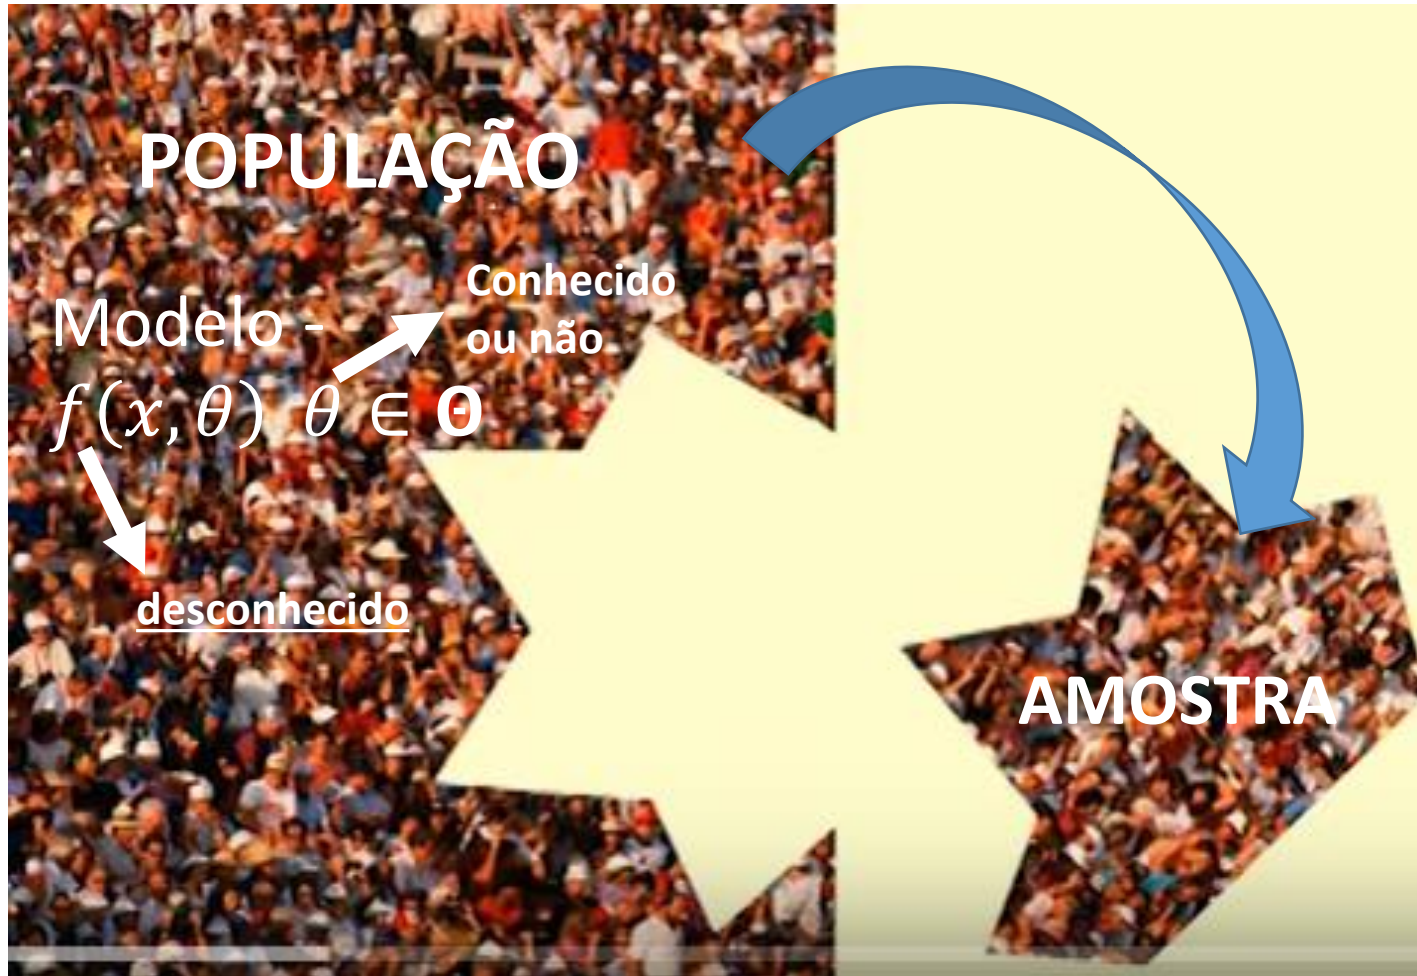 POPULAÇÃO
Conhecido
ou não
Modelo -
f(x, θ) θ ∈ Θ
desconhecido
AMOSTRA